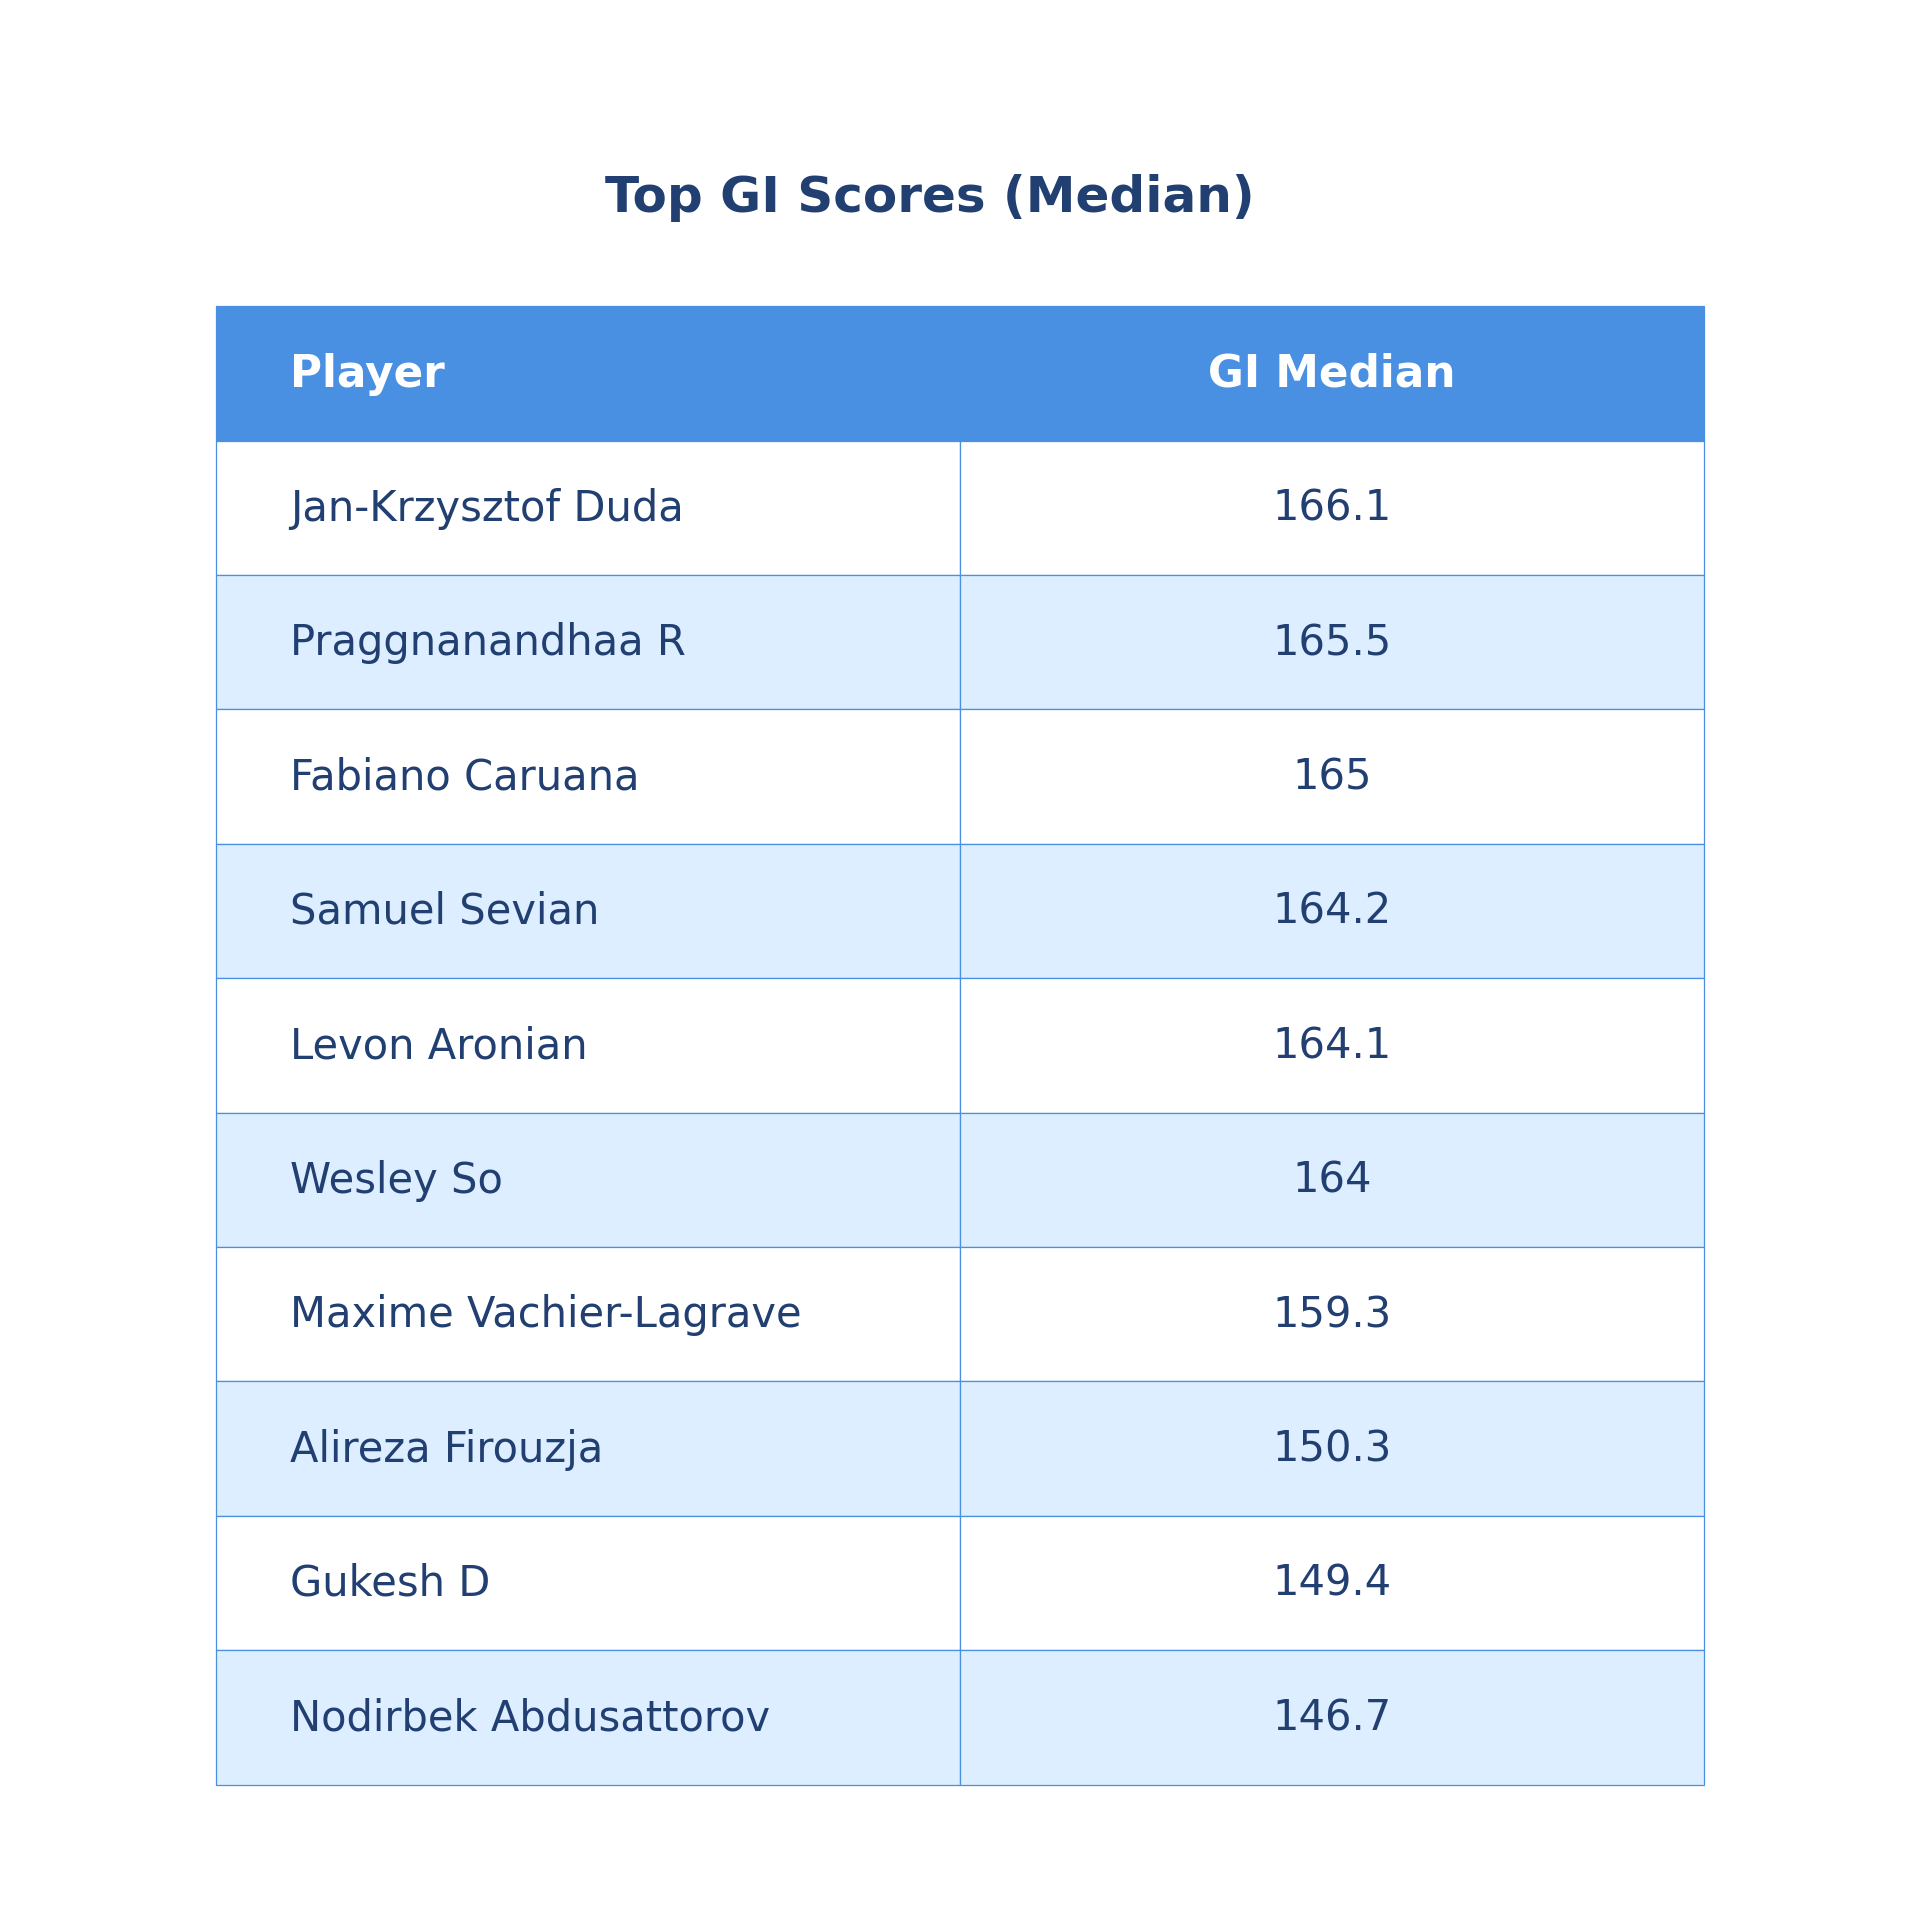 Top GI Scores (Median)
Player GI Median
Jan-Krzysztof Duda 166.1
Praggnanandhaa R 165.5
Fabiano Caruana 165
Samuel Sevian 164.2
Levon Aronian 164.1
Wesley So 164
Maxime Vachier-Lagrave 159.3
Alireza Firouzja 150.3
Gukesh D 149.4
Nodirbek Abdusattorov 146.7